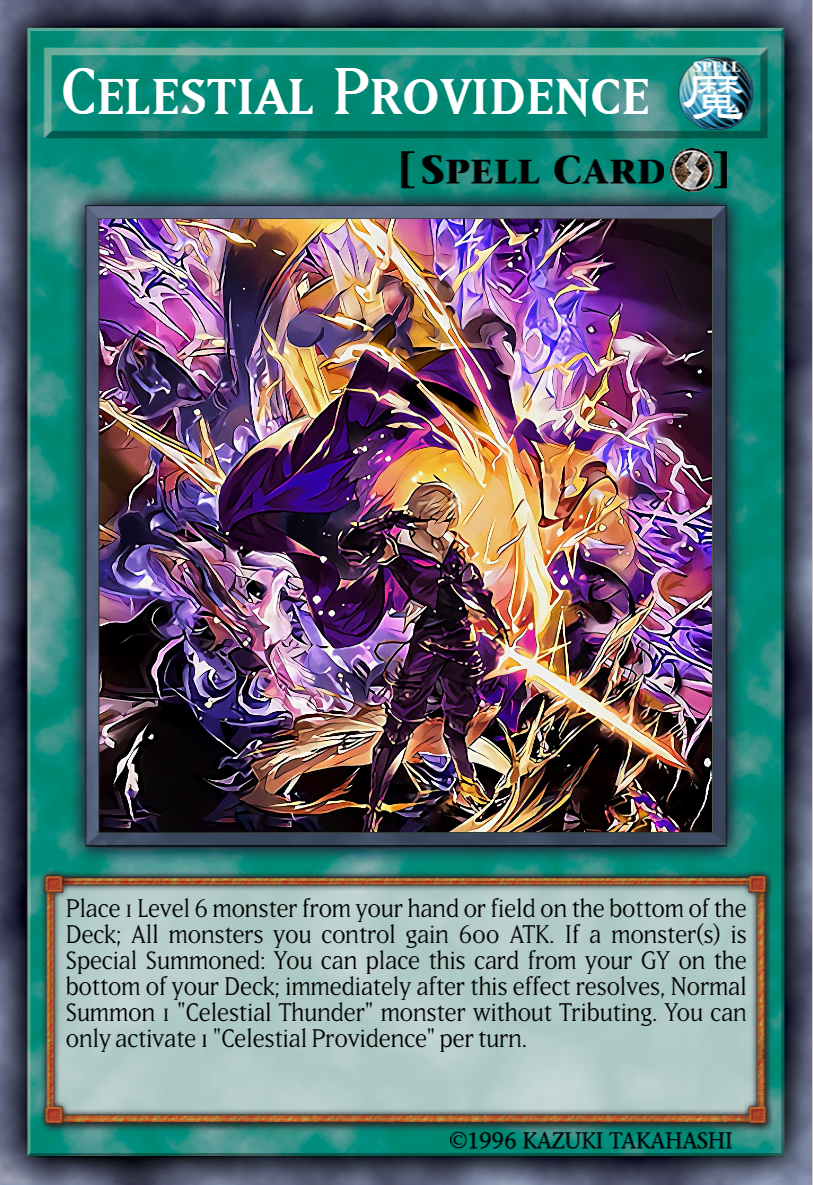 Celestial Providence
SPELL
魔
[Spell Card]
Place 1 Level 6 monster from your hand or field on the bottom of the
Deck; All monsters you control gain 600 ATK. If a monster(s) is
Special Summoned: You can place this card from your GY on the
bottom of your Deck; immediately after this effect resolves, Normal
Summon 1 "Celestial Thunder" monster without Tributing. You can
only activate 1 "Celestial Providence" per turn.
©1996 KAZUKI TAKAHASHI